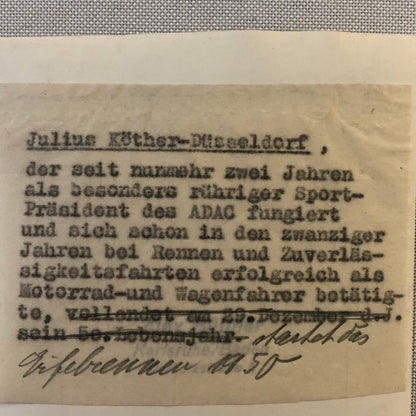 Julius Köther-Düsseldorf ,
der seit nunmehr zwei Jahren
als besonders rühriger Sport-
Präsident des ADAC fungiert
und sich schon in den zwanziger
Jahren bei Rennen und Zuverläs-
sigkeitsfahrten erfolgreich als
Motorrad-und Wagenfahrer betätig-
te, vollendet am 29.Dezember d.J.
sein 50.Lebensjahr. startet das
Eifelrennen 1950
Karlsruhe